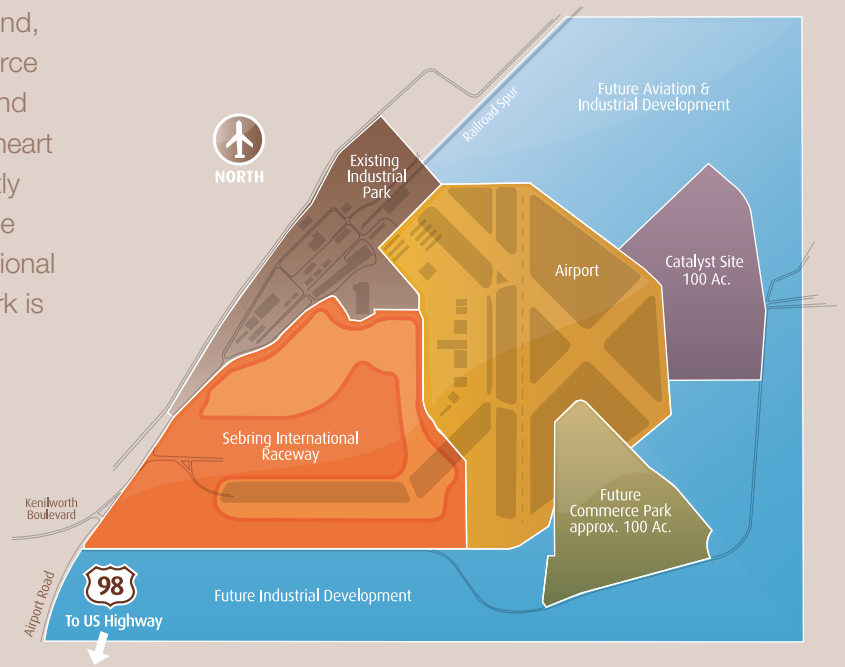 nd,
rce
nd
heart
tly
e
ional
rk is
NORTH
Existing
Industrial
Park
Railroad Spur
Future Aviation &
Industrial Development
Airport
Catalyst Site
100 Ac.
Sebring International
Raceway
Future
Commerce Park
approx. 100 Ac.
Kenilworth
Boulevard
Airport Road
98
To US Highway
Future Industrial Development